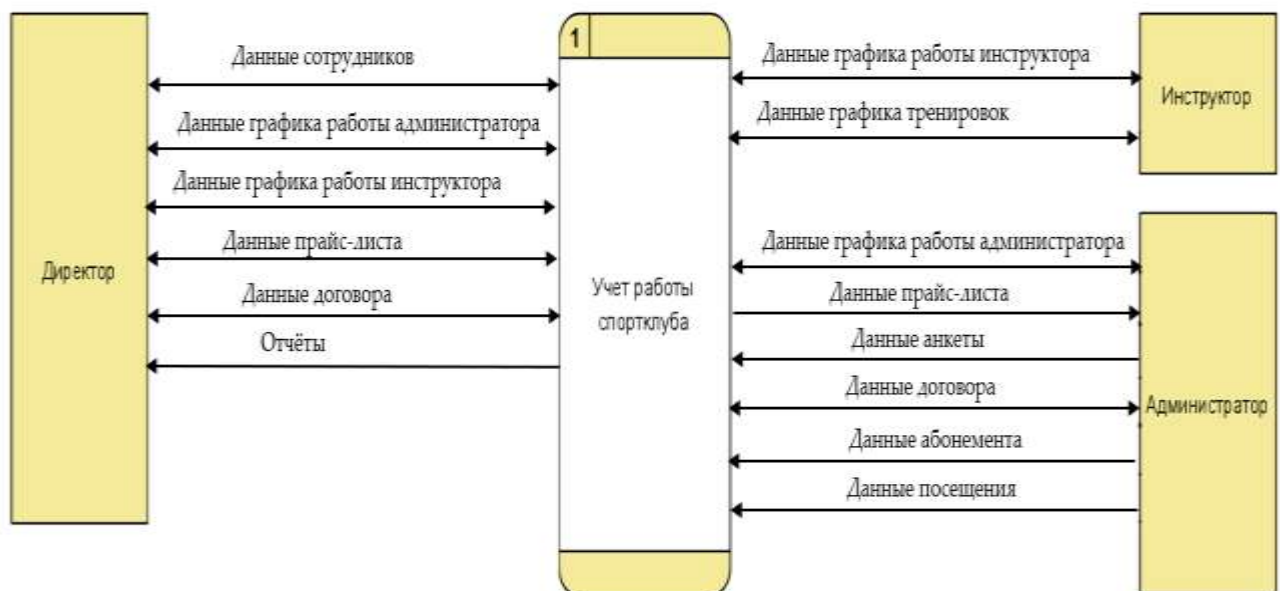 Директор
Данные сотрудников
Данные графика работы администратора
Данные графика работы инструктора
Данные прайс-листа
Данные договора
Отчёты
1
Учет работы
спортклуба
Данные графика работы инструктора
Данные графика тренировок
Инструктор
Данные графика работы администратора
Данные прайс-листа
Данные анкеты
Данные договора
Данные абонемента
Данные посещения
Администратор